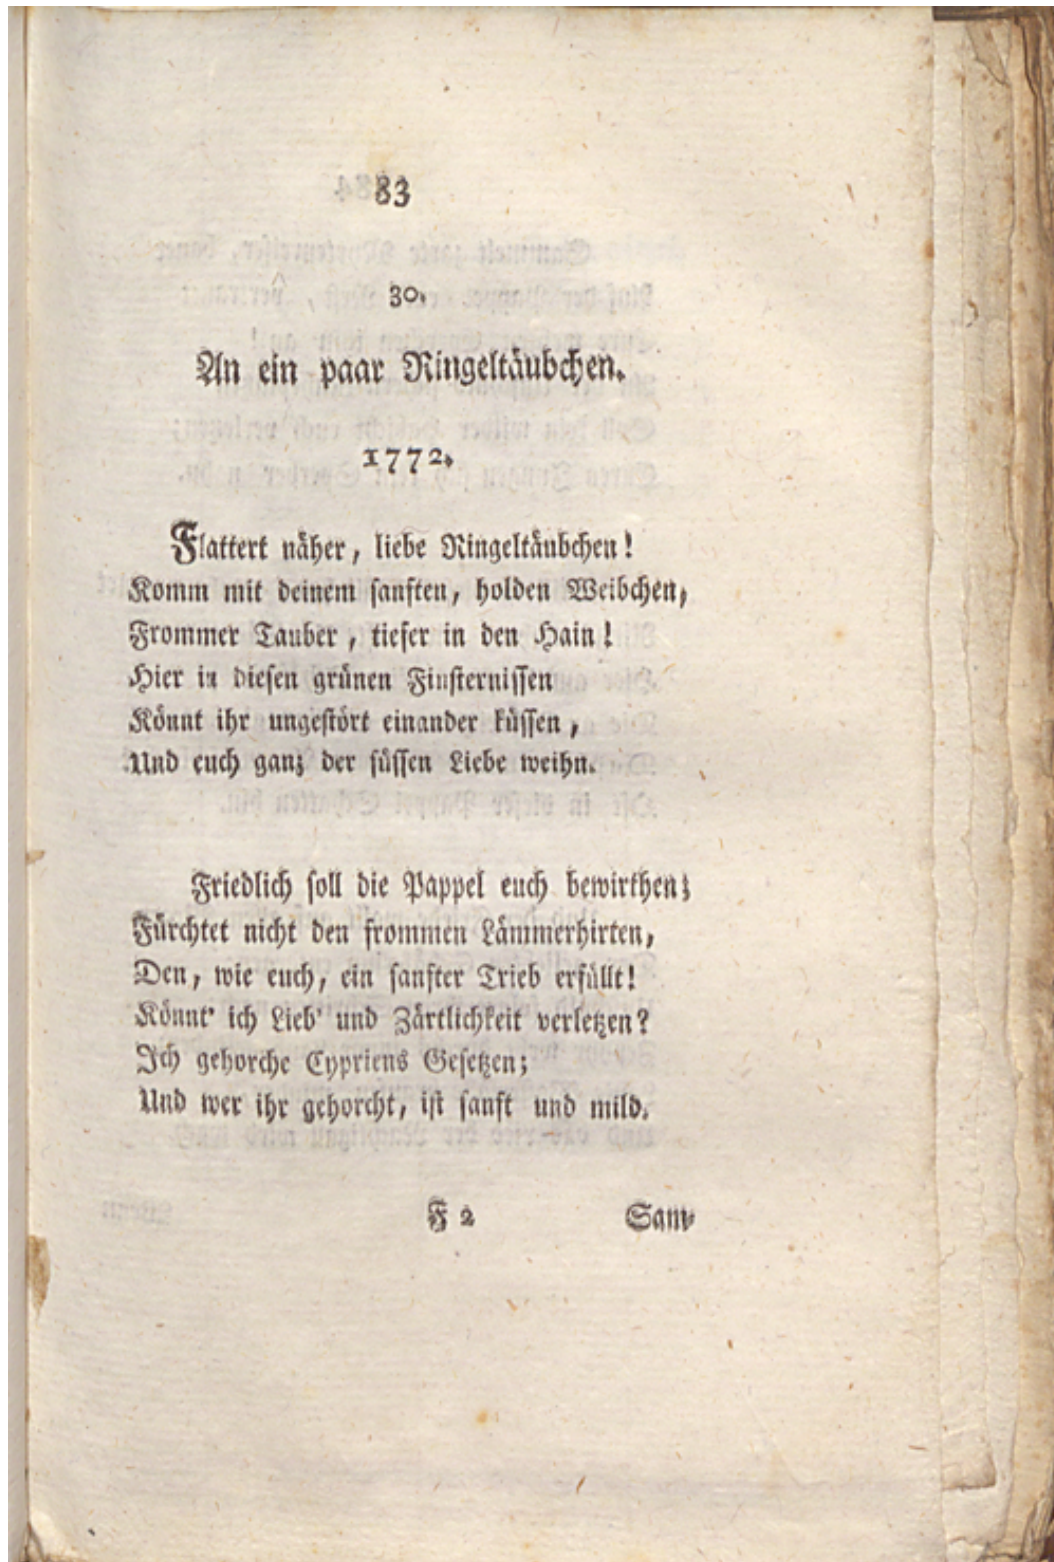 83
30.
An ein paar Ringeltäubchen.
1772.
Flattert näher, liebe Ringeltäubchen!
Komm mit deinem sanften, holden Weibchen,
Frommer Tauber, tiefer in den Hain!
Hier in diesen grünen Finsternissen
Könnt ihr ungestört einander küssen,
Und euch ganz der süssen Liebe weihn.
Friedlich soll die Pappel euch bewirthen;
Fürchtet nicht den frommen Lämmerhirten,
Den, wie euch, ein sanfter Trieb erfüllt!
Könnt' ich Lieb' und Zärtlichkeit verletzen?
Ich gehorche Cypriens Gesetzen;
Und wer ihr gehorcht, ist sanft und mild.
F 2 Sam-